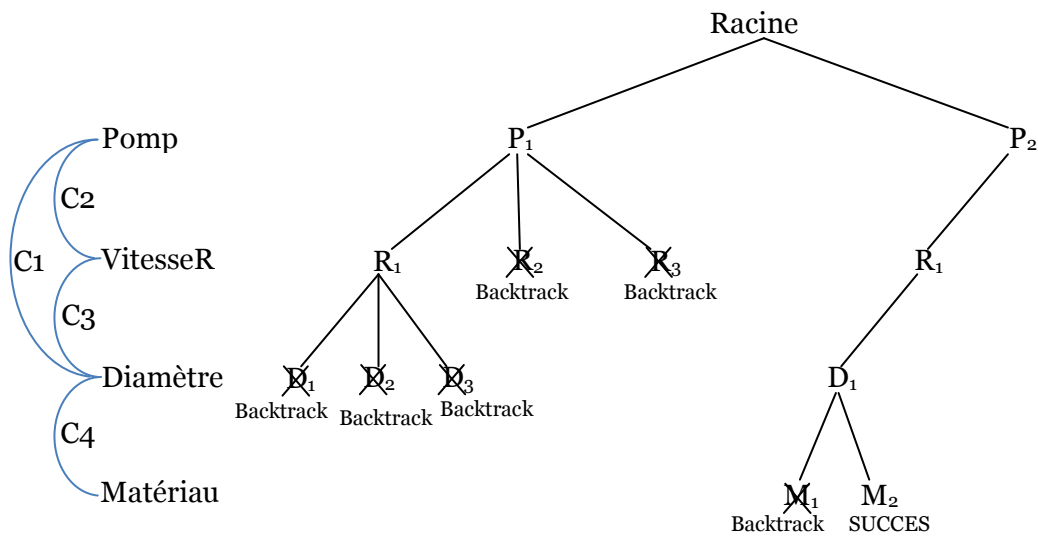 Racine
Pomp P₁ P₂
C2
C1 VitesseR R₁ R₂ R₃ R₁
Backtrack Backtrack
C3
Diamètre D₁ D₂ D₃ D₁
Backtrack Backtrack Backtrack
C4
Matériau M₁ M₂
Backtrack SUCCES